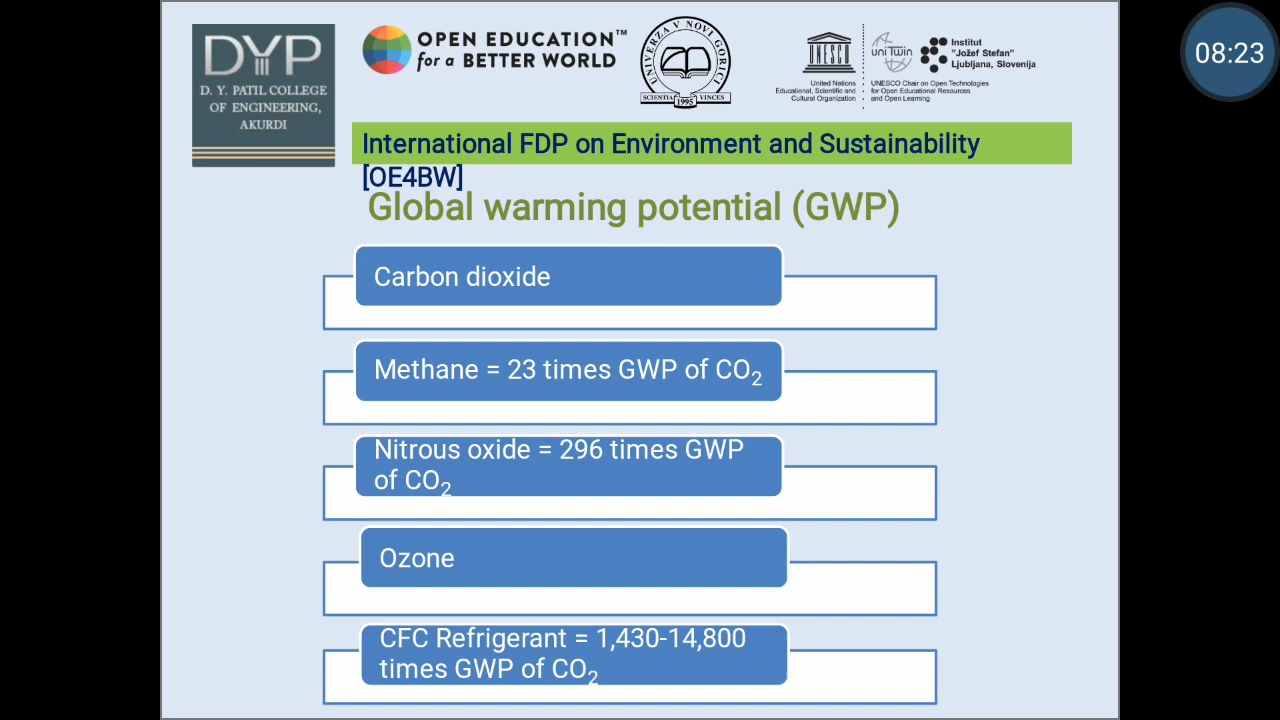 08:23
DYP
D. Y. PATIL COLLEGE
OF ENGINEERING,
AKURDI
OPEN EDUCATION™
for a BETTER WORLD
UNIVERZA V NOVI GORICI
SCIENTIA VINCES
1995
UNESCO
United Nations
Educational, Scientific and
Cultural Organization
uniTwin
Institut
"Jožef Stefan"
Ljubljana, Slovenija
UNESCO Chair on Open Technologies
for Open Educational Resources
and Open Learning
International FDP on Environment and Sustainability
[OE4BW]
Global warming potential (GWP)
Carbon dioxide
Methane = 23 times GWP of CO₂
Nitrous oxide = 296 times GWP
of CO₂
Ozone
CFC Refrigerant = 1,430-14,800
times GWP of CO₂